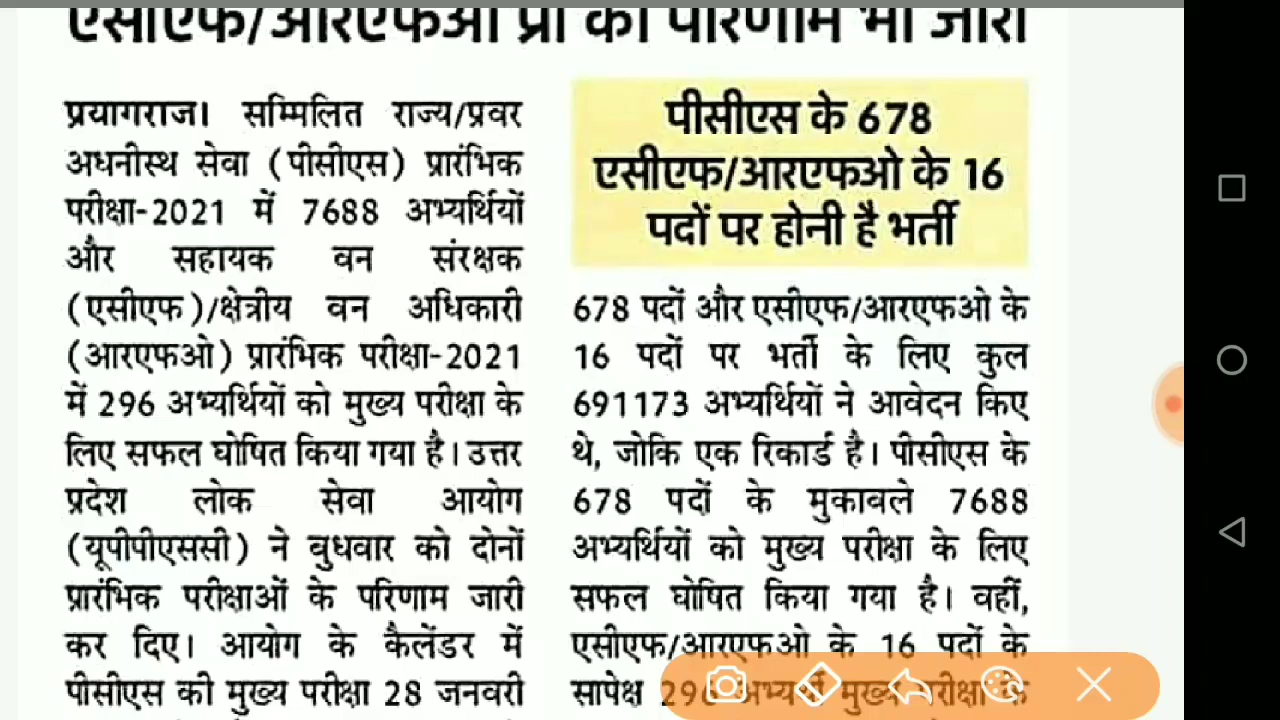 एसीएफ/आरएफओ प्री का परिणाम भी जारी
प्रयागराज। सम्मिलित राज्य/प्रवर
अधनीस्थ सेवा (पीसीएस) प्रारंभिक
परीक्षा-2021 में 7688 अभ्यर्थियों
और सहायक वन संरक्षक
(एसीएफ)/क्षेत्रीय वन अधिकारी
(आरएफओ) प्रारंभिक परीक्षा-2021
में 296 अभ्यर्थियों को मुख्य परीक्षा के
लिए सफल घोषित किया गया है। उत्तर
प्रदेश लोक सेवा आयोग
(यूपीपीएससी) ने बुधवार को दोनों
प्रारंभिक परीक्षाओं के परिणाम जारी
कर दिए। आयोग के कैलेंडर में
पीसीएस की मुख्य परीक्षा 28 जनवरी
पीसीएस के 678
एसीएफ/आरएफओ के 16
पदों पर होनी है भर्ती
678 पदों और एसीएफ/आरएफओ के
16 पदों पर भर्ती के लिए कुल
691173 अभ्यर्थियों ने आवेदन किए
थे, जोकि एक रिकार्ड है। पीसीएस के
678 पदों के मुकाबले 7688
अभ्यर्थियों को मुख्य परीक्षा के लिए
सफल घोषित किया गया है। वहीं,
एसीएफ/आरएफओ के 16 पदों के
सापेक्ष 296 अभ्यर्थी मुख्य परीक्षा के